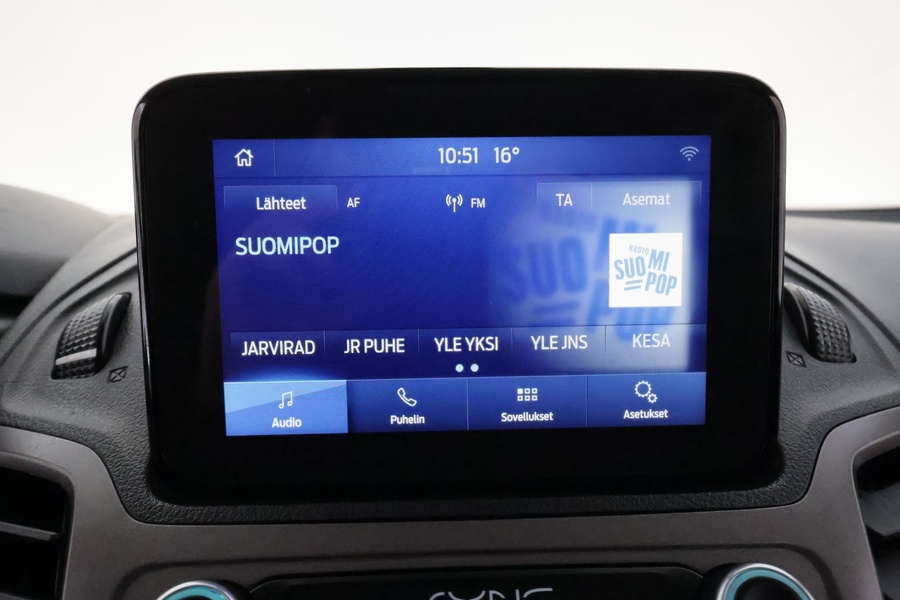 10:51 16°
Lähteet AF FM TA Asemat
SUOMIPOP
RADIO
SUOMI
POP
JARVIRAD JR PUHE YLE YKSI YLE JNS KESA
Audio Puhelin Sovellukset Asetukset
SYNC